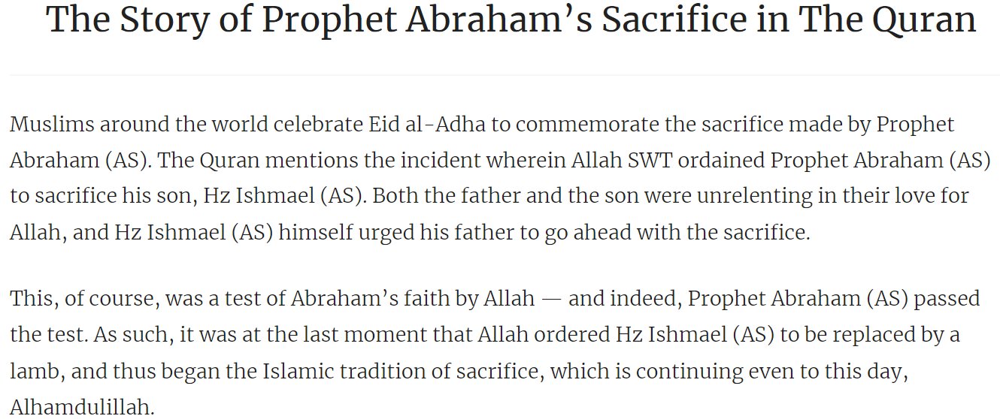 The Story of Prophet Abraham’s Sacrifice in The Quran
Muslims around the world celebrate Eid al-Adha to commemorate the sacrifice made by Prophet
Abraham (AS). The Quran mentions the incident wherein Allah SWT ordained Prophet Abraham (AS)
to sacrifice his son, Hz Ishmael (AS). Both the father and the son were unrelenting in their love for
Allah, and Hz Ishmael (AS) himself urged his father to go ahead with the sacrifice.
This, of course, was a test of Abraham’s faith by Allah — and indeed, Prophet Abraham (AS) passed
the test. As such, it was at the last moment that Allah ordered Hz Ishmael (AS) to be replaced by a
lamb, and thus began the Islamic tradition of sacrifice, which is continuing even to this day,
Alhamdulillah.